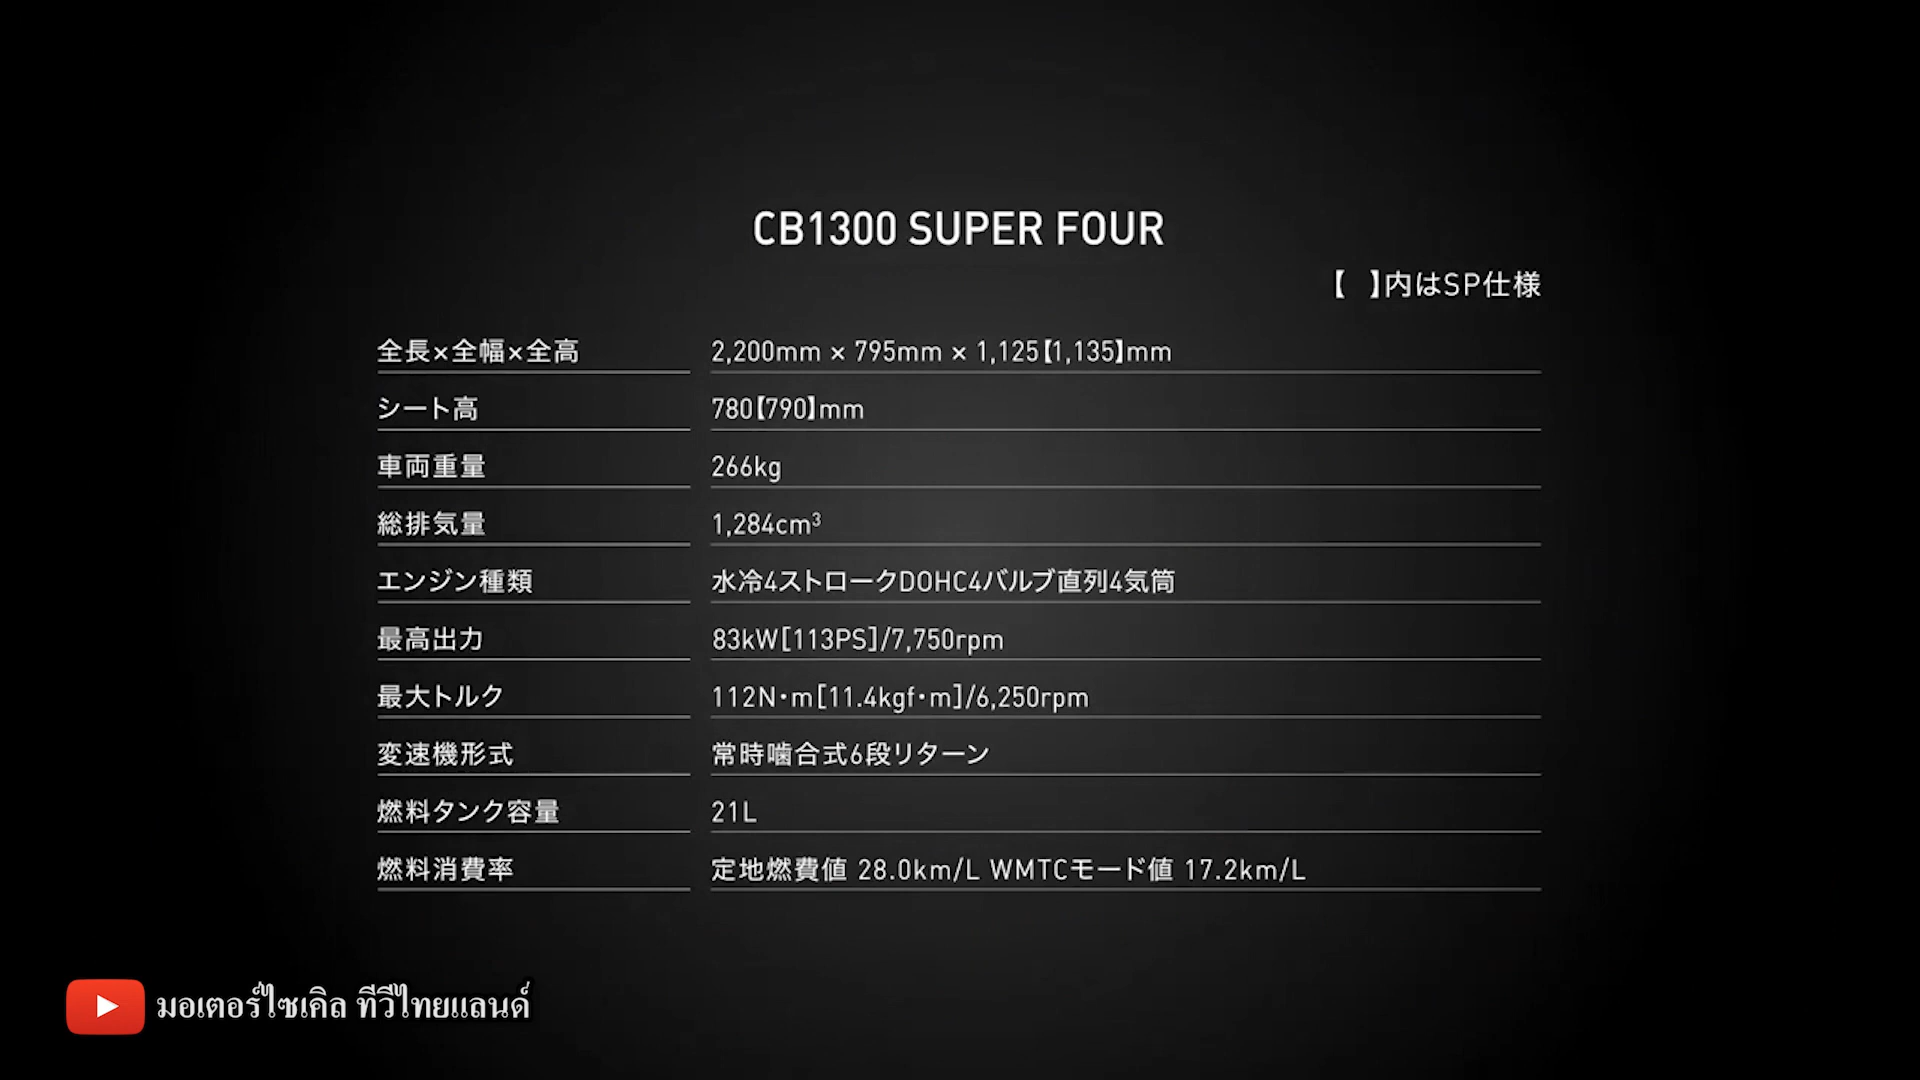 CB1300 SUPER FOUR
【 】内はSP仕様
全長×全幅×全高 2,200mm × 795mm × 1,125【1,135】mm
シート高 780【790】mm
車両重量 266kg
総排気量 1,284cm³
エンジン種類 水冷4ストロークDOHC4バルブ直列4気筒
最高出力 83kW[113PS]/7,750rpm
最大トルク 112N・m[11.4kgf・m]/6,250rpm
変速機形式 常時噛合式6段リターン
燃料タンク容量 21L
燃料消費率 定地燃費値 28.0km/L WMTCモード値 17.2km/L
มอเตอร์ไซเคิล ทีวีไทยแลนด์